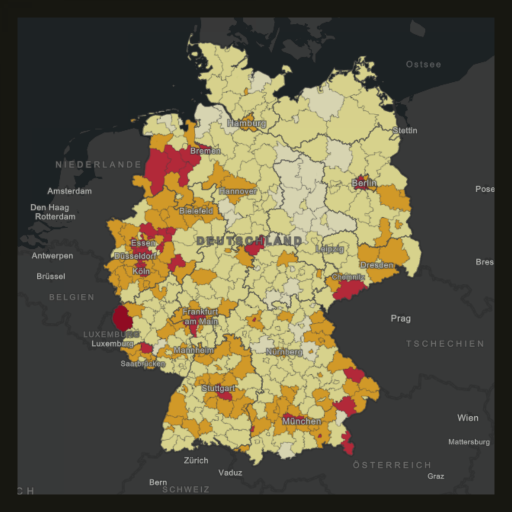 Ostsee
Hamburg
Stettin
Bremen
NIEDERLANDE
Amsterdam
Hannover
Berlin
Pose
Den Haag
Rotterdam
Bielefeld
DEUTSCHLAND
Essen
Leipzig
Antwerpen
Düsseldorf
Dresden
Bres
Brüssel
Köln
Chemnitz
BELGIEN
Frankfurt
am Main
Prag
LUXEMBURG
Luxemburg
TSCHECHIEN
Mannheim
Nürnberg
Saarbrücken
Stuttgart
Wien
München
Mattersburg
Zürich
Vaduz
ÖSTERREICH
Graz
Bern
SCHWEIZ
CH